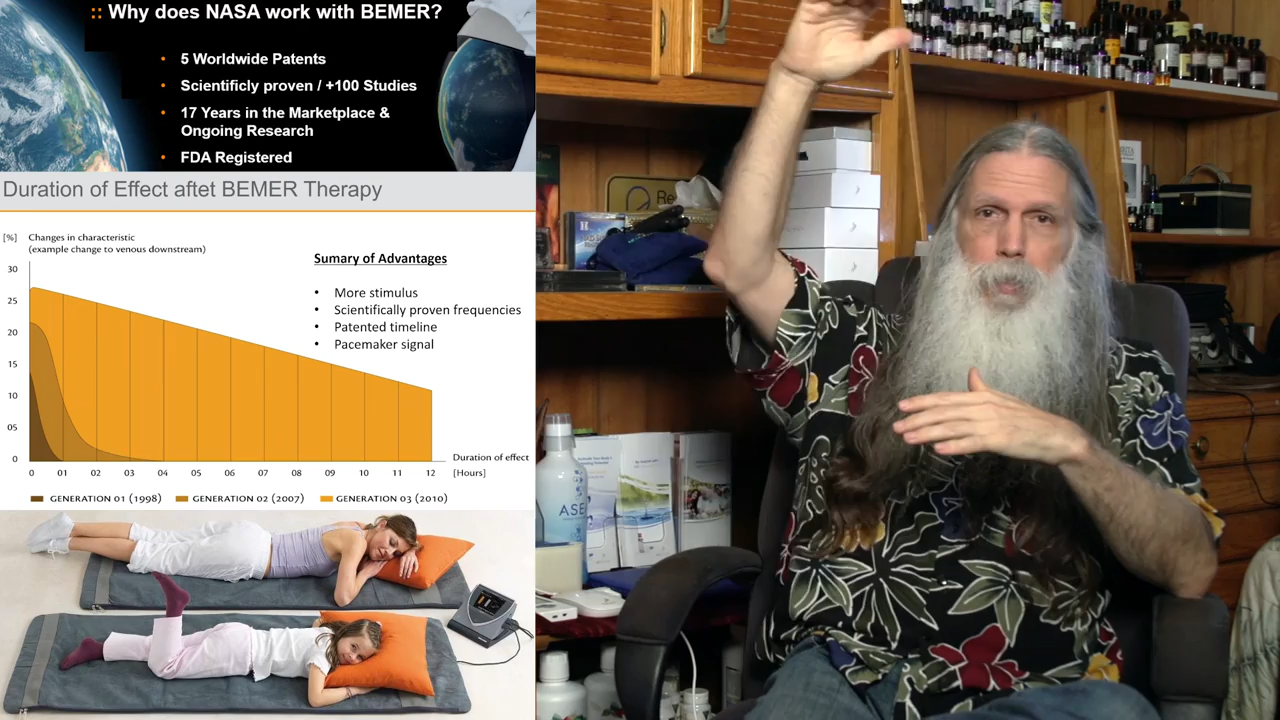 :: Why does NASA work with BEMER?
• 5 Worldwide Patents
• Scientificly proven / +100 Studies
• 17 Years in the Marketplace &
Ongoing Research
• FDA Registered
Duration of Effect aftet BEMER Therapy
[%] Changes in characteristic
(example change to venous downstream)
Sumary of Advantages
• More stimulus
• Scientifically proven frequencies
• Patented timeline
• Pacemaker signal
30
25
20
15
10
05
0
Duration of effect
[Hours]
0 01 02 03 04 05 06 07 08 09 10 11 12
GENERATION 01 (1998) GENERATION 02 (2007) GENERATION 03 (2010)
ASE